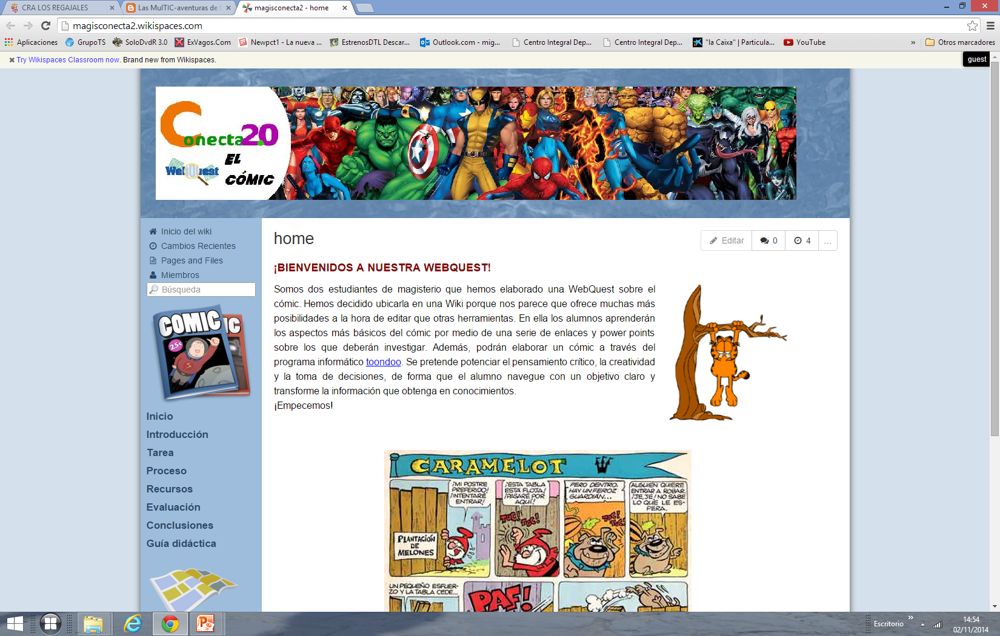 CRA LOS REGAJALES
Las MulTIC-aventuras de
magisconecta2 - home
magisconecta2.wikispaces.com
Aplicaciones GrupoTS SoloDvdR 3.0 ExVagos.Com Newpct1 - La nueva ... EstrenosDTL Descar... Outlook.com - mig... Centro Integral Dep... Centro Integral Dep... "la Caixa" | Particula... YouTube » Otros marcadores
Try Wikispaces Classroom now. Brand new from Wikispaces.
guest
Conecta2.0
WebQuest
EL
CÓMIC
Inicio del wiki
Cambios Recientes
Pages and Files
Miembros
Búsqueda
COMIC
25¢
IC
Inicio
Introducción
Tarea
Proceso
Recursos
Evaluación
Conclusiones
Guía didáctica
home
Editar 0 4 ...
¡BIENVENIDOS A NUESTRA WEBQUEST!
Somos dos estudiantes de magisterio que hemos elaborado una WebQuest sobre el
cómic. Hemos decidido ubicarla en una Wiki porque nos parece que ofrece muchas más
posibilidades a la hora de editar que otras herramientas. En ella los alumnos aprenderán
los aspectos más básicos del cómic por medio de una serie de enlaces y power points
sobre los que deberán investigar. Además, podrán elaborar un cómic a través del
programa informático toondoo. Se pretende potenciar el pensamiento crítico, la creatividad
y la toma de decisiones, de forma que el alumno navegue con un objetivo claro y
transforme la información que obtenga en conocimientos.
¡Empecemos!
CARAMELOT
¡MI POSTRE
PREFERIDO!
¡INTENTARÉ
ENTRAR!
PLANTACIÓN
DE
MELONES
¡ESTA TABLA
ESTÁ FLOJA!
¡PASARÉ POR
AQUÍ!
TOC! TOC!
PERO DENTRO,
HAY UN FEROZ
GUARDIÁN...
TOC!
TOC!
ALGUIEN QUIERE
ENTRAR A ROBAR.
¡JE, JE! NO SABE
LO QUE LE ES-
PERA.
UN PEQUEÑO ESFUER-
ZO Y LA TABLA CEDE...
PAF!
Escritorio »
14:54
02/11/2014